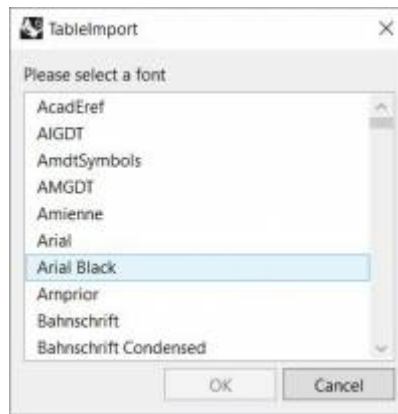 TableImport
Please select a font
AcadEref
AIGDT
AmdtSymbols
AMGDT
Amienne
Arial
Arial Black
Arnprior
Bahnschrift
Bahnschrift Condensed
OK Cancel